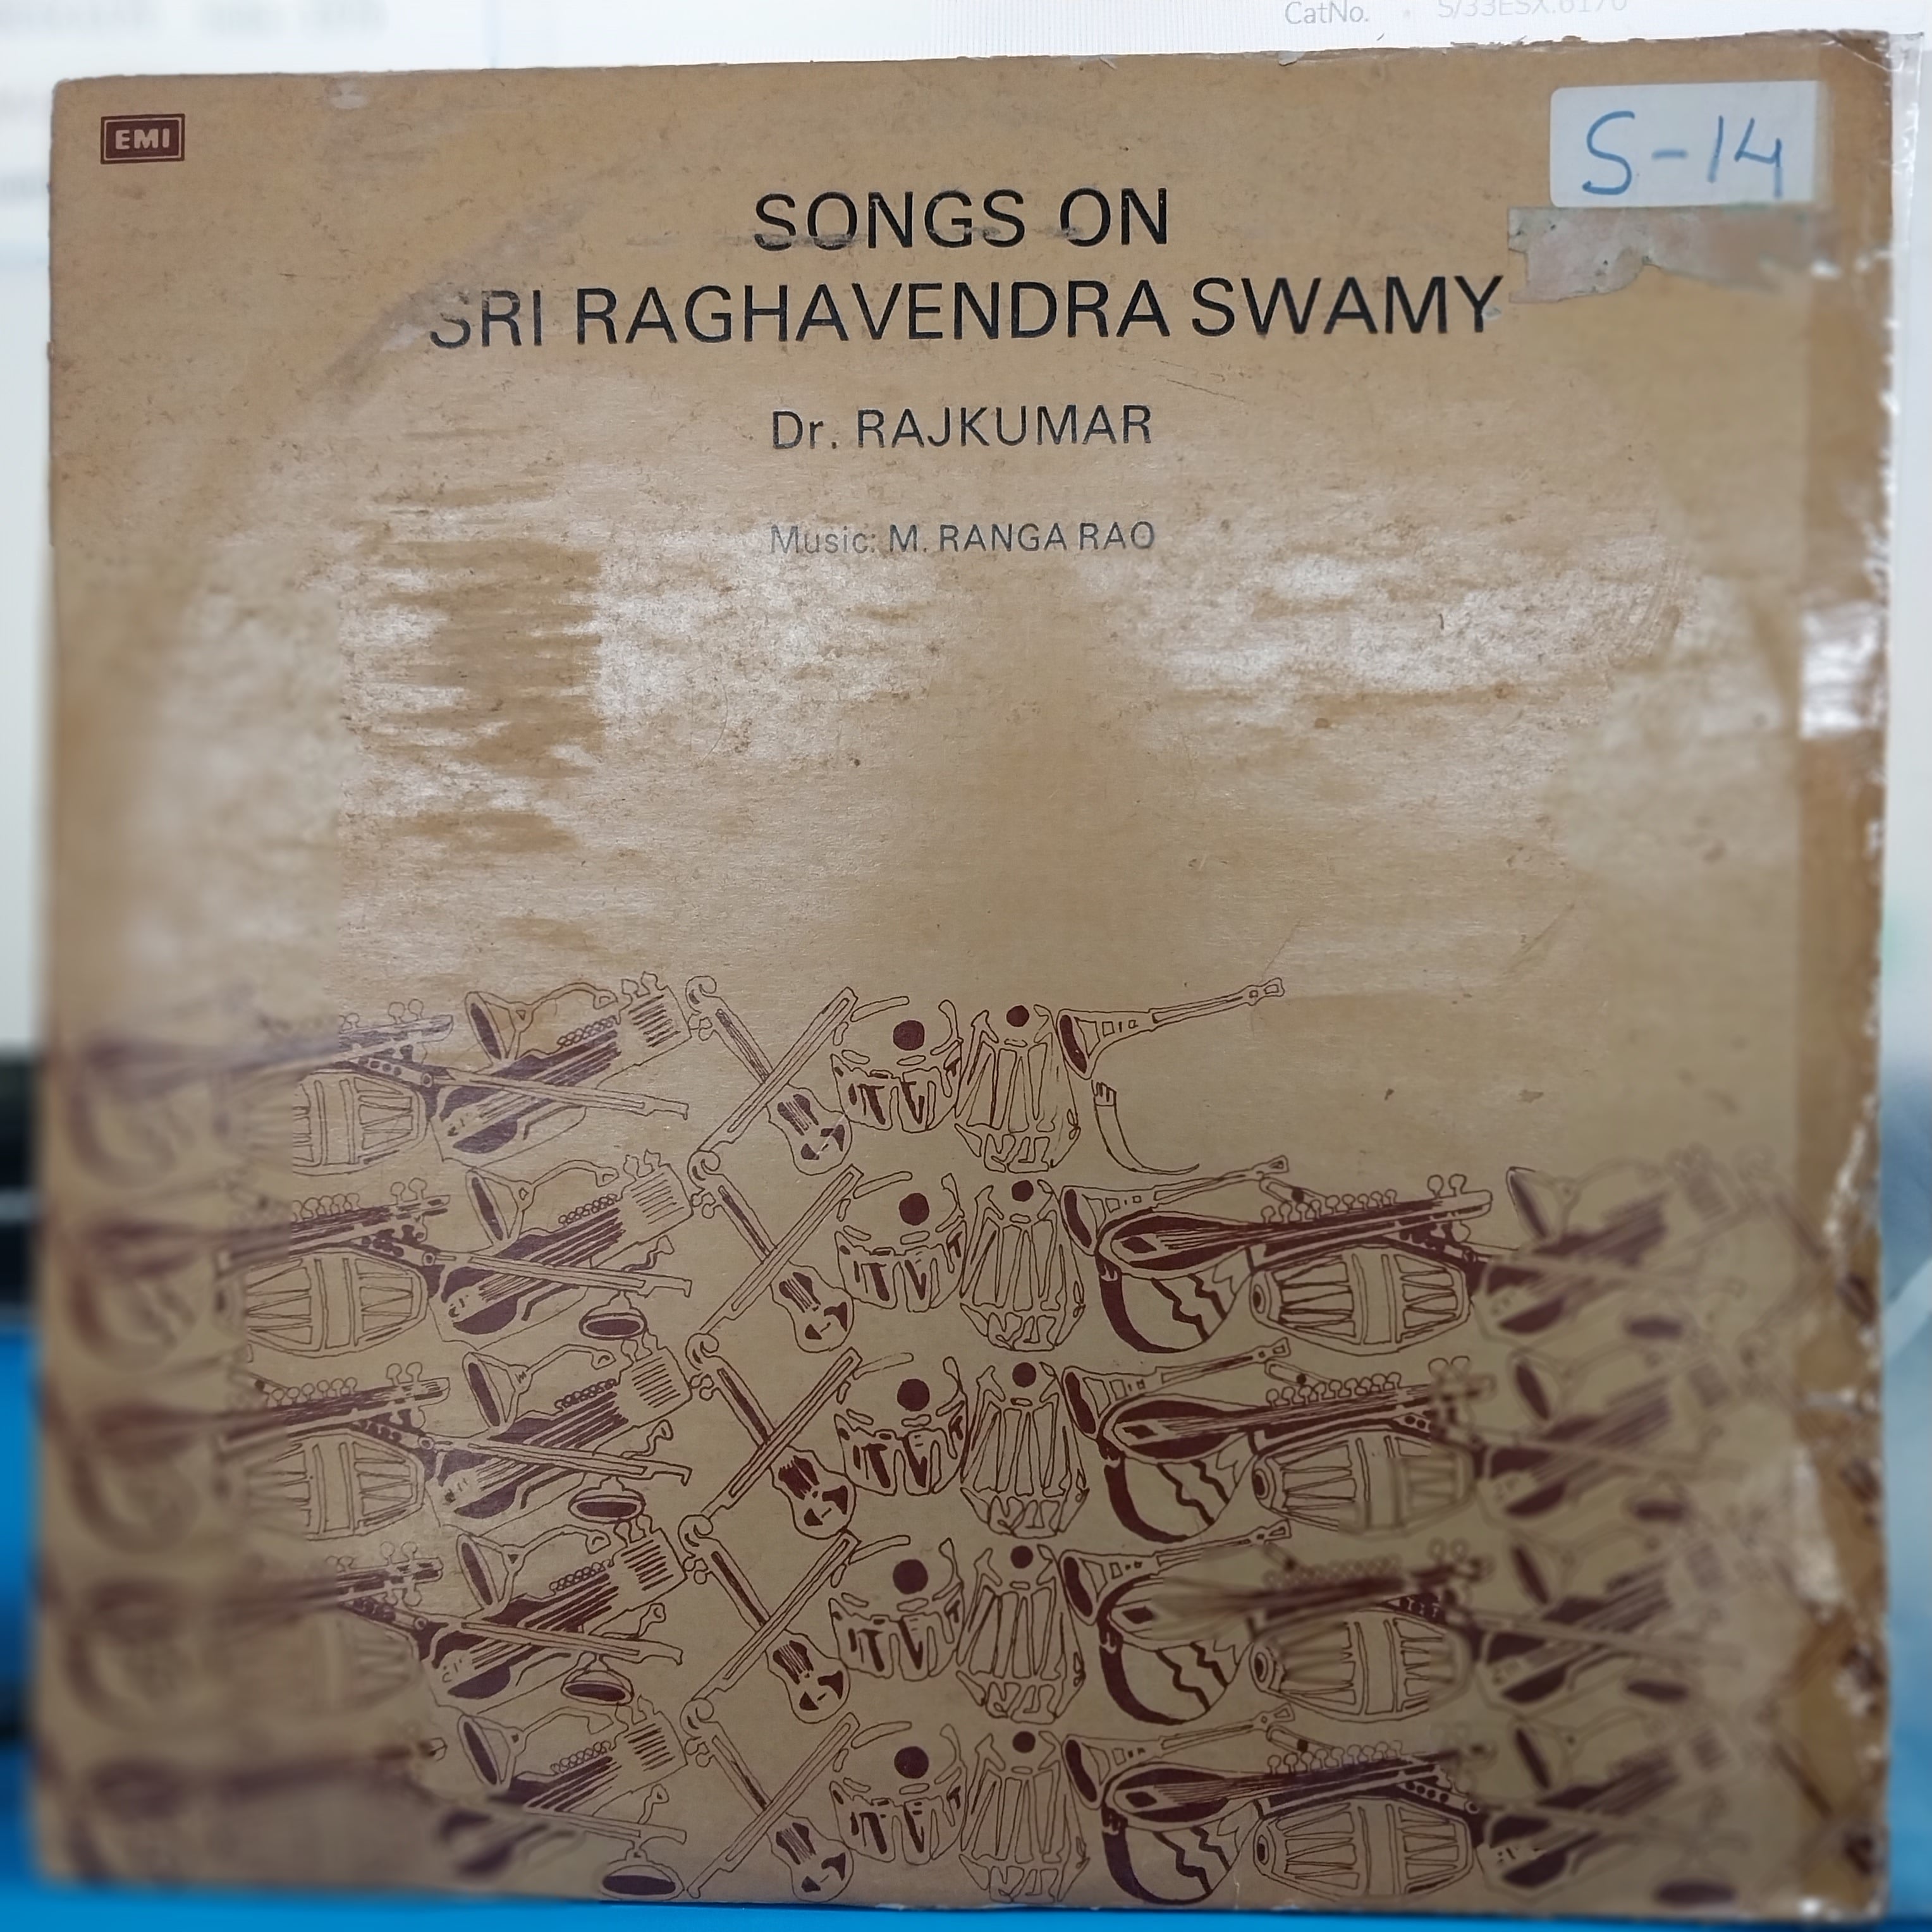 CatNo.
EMI
S-14
SONGS ON
SRI RAGHAVENDRA SWAMY
Dr. RAJKUMAR
Music: M. RANGA RAO